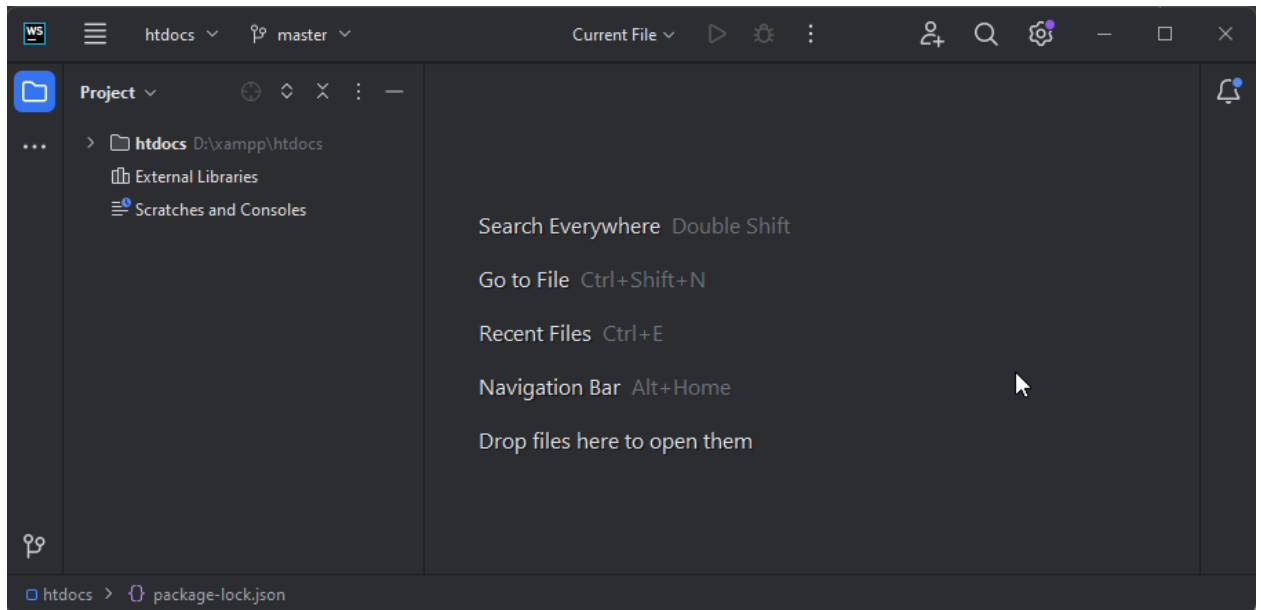 WS htdocs master Current File
Project
htdocs D:\xampp\htdocs
External Libraries
Scratches and Consoles
Search Everywhere Double Shift
Go to File Ctrl+Shift+N
Recent Files Ctrl+E
Navigation Bar Alt+Home
Drop files here to open them
htdocs > {} package-lock.json